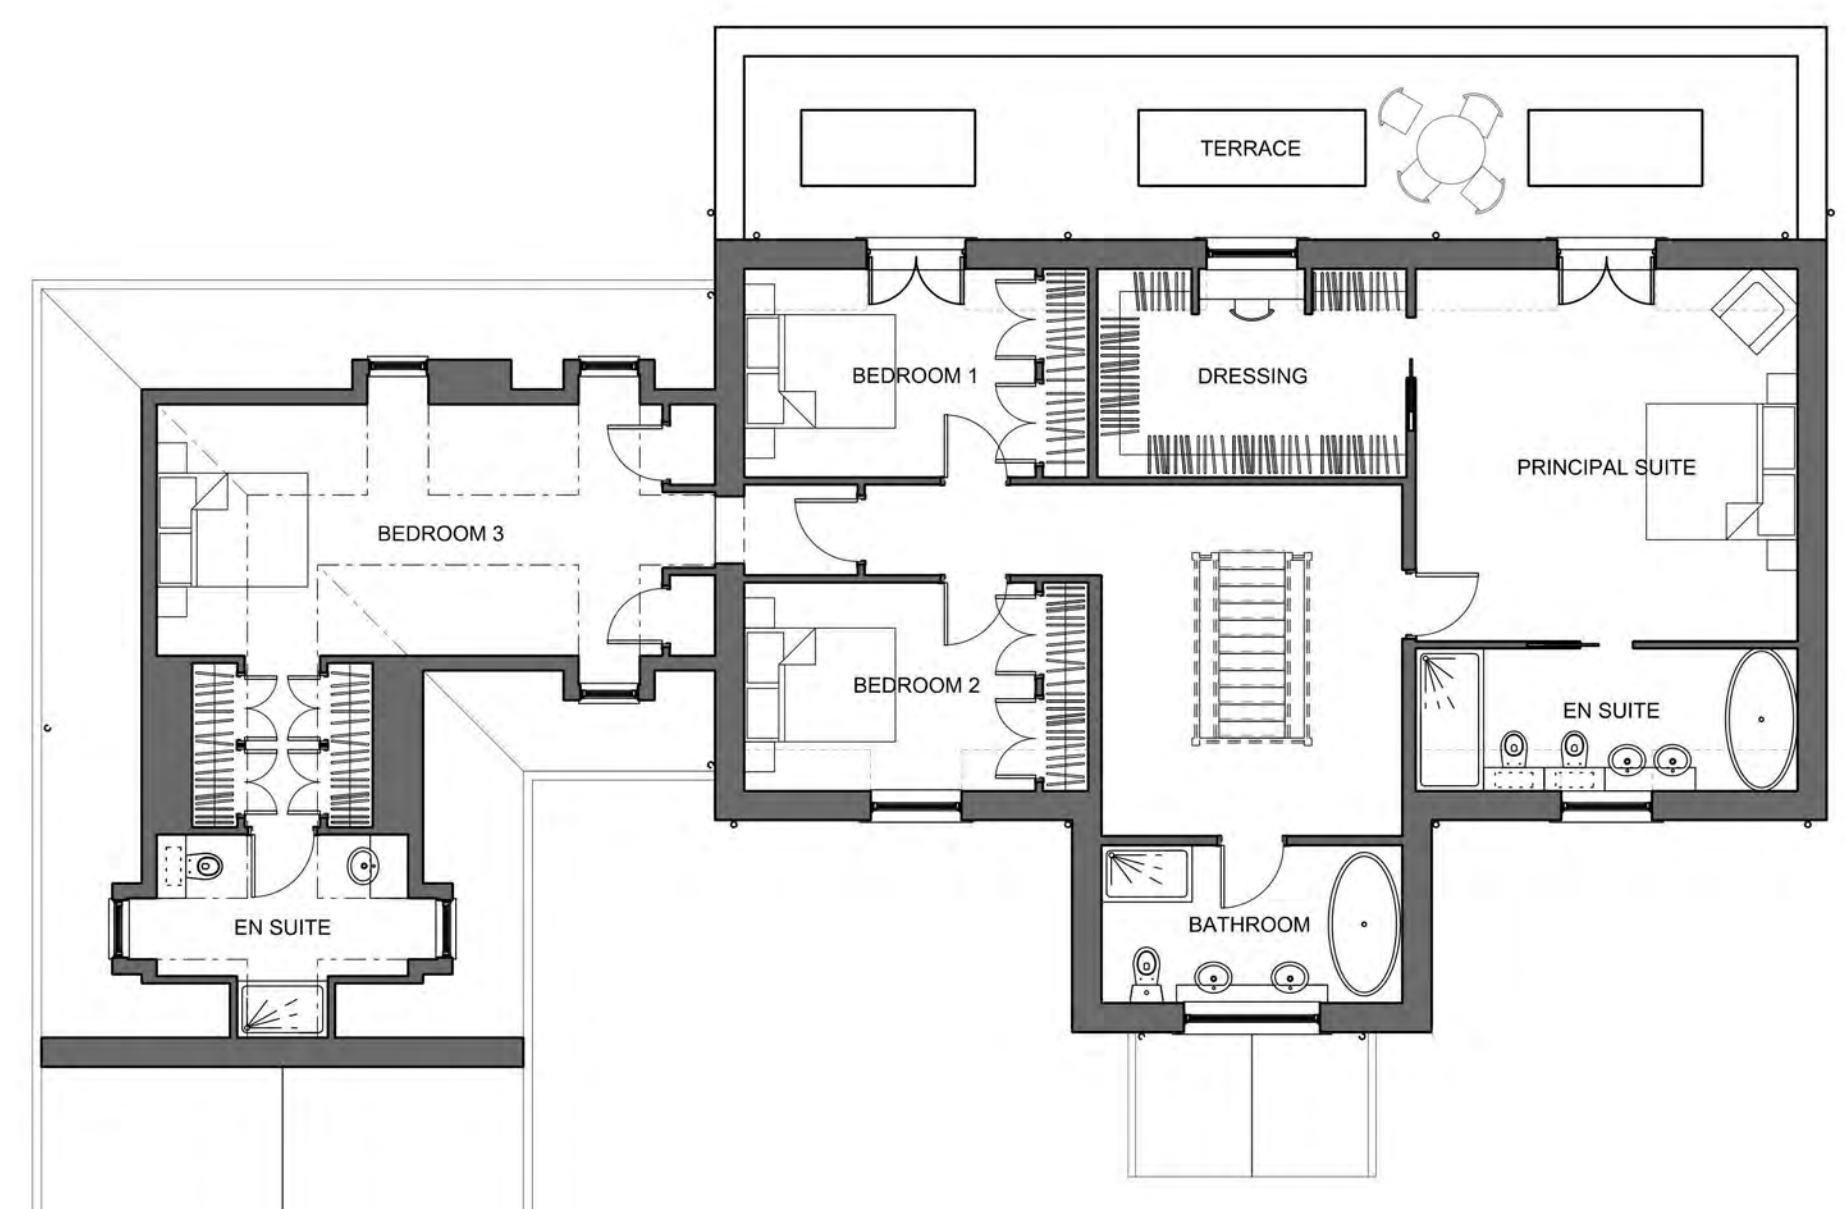 TERRACE
BEDROOM 1
DRESSING
PRINCIPAL SUITE
BEDROOM 3
BEDROOM 2
EN SUITE
BATHROOM
EN SUITE